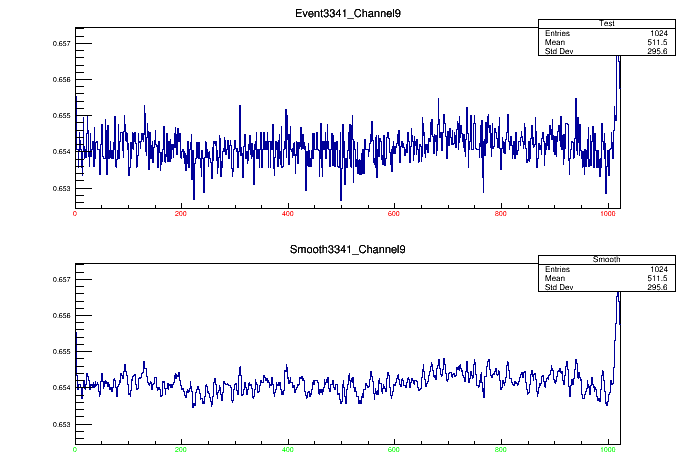 Event3341_Channel9
Test
Entries 1024
Mean 511.5
Std Dev 295.6
0.657
0.656
0.655
0.654
0.653
0 200 400 600 800 1000
Smooth3341_Channel9
Smooth
Entries 1024
Mean 511.5
Std Dev 295.6
0.657
0.656
0.655
0.654
0.653
0 200 400 600 800 1000